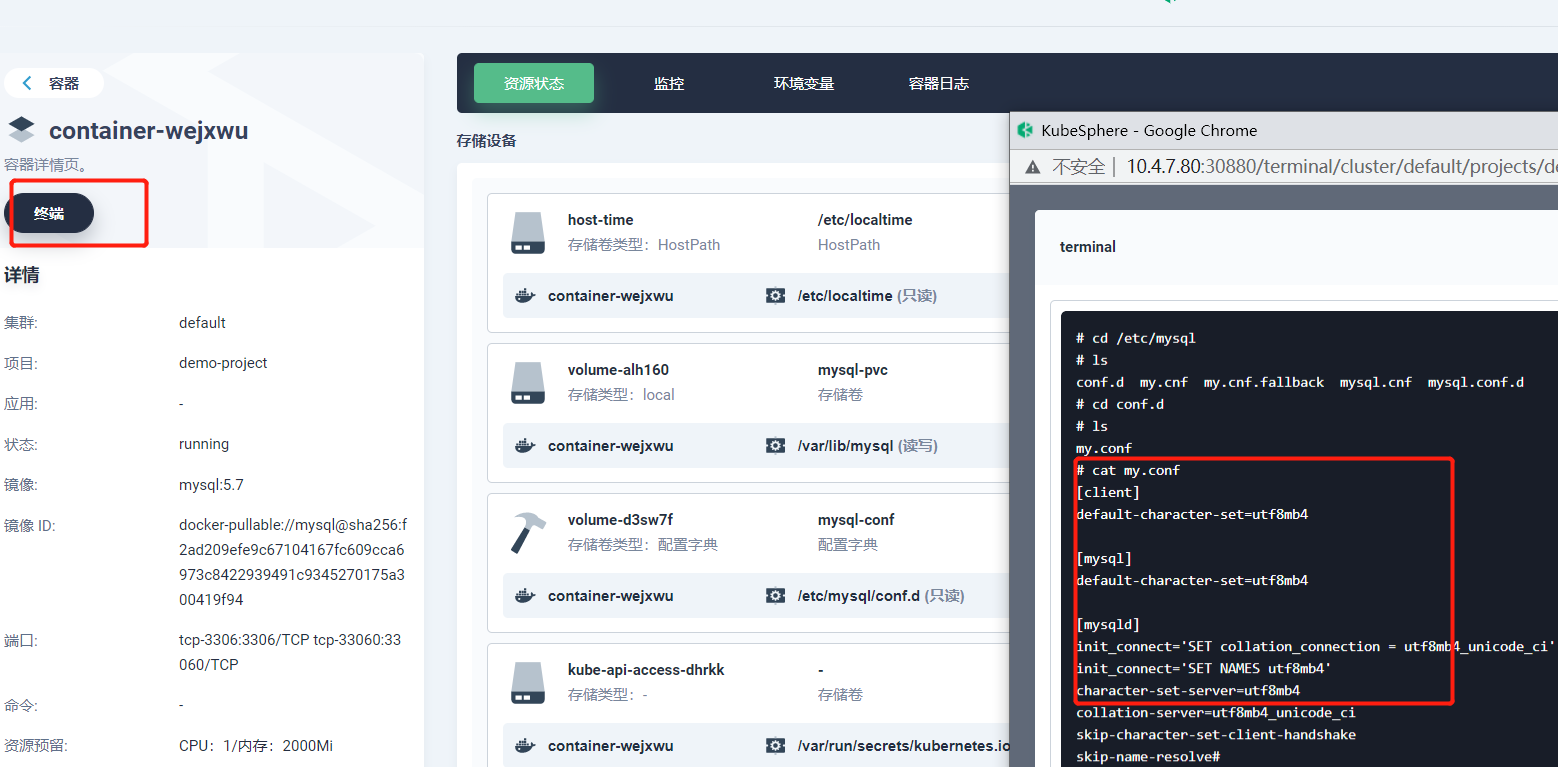 容器
container-wejxwu
容器详情页。
终端
详情
集群:
default
项目:
demo-project
应用:
-
状态:
running
镜像:
mysql:5.7
镜像 ID:
docker-pullable://mysql@sha256:f
2ad209efe9c67104167fc609cca6
973c8422939491c9345270175a3
00419f94
端口:
tcp-3306:3306/TCP tcp-33060:33
060/TCP
命令:
-
资源预留:
CPU：1/内存：2000Mi
资源状态
监控
环境变量
容器日志
存储设备
host-time
/etc/localtime
存储卷类型：HostPath
HostPath
container-wejxwu
/etc/localtime (只读)
volume-alh160
mysql-pvc
存储类型：local
存储卷
container-wejxwu
/var/lib/mysql (读写)
volume-d3sw7f
mysql-conf
存储卷类型：配置字典
配置字典
container-wejxwu
/etc/mysql/conf.d (只读)
kube-api-access-dhrkk
-
存储类型：-
存储卷
container-wejxwu
/var/run/secrets/kubernetes.io
KubeSphere - Google Chrome
不安全 | 10.4.7.80:30880/terminal/cluster/default/projects/de
terminal
# cd /etc/mysql
# ls
conf.d  my.cnf  my.cnf.fallback  mysql.cnf  mysql.conf.d
# cd conf.d
# ls
my.conf
# cat my.conf
[client]
default-character-set=utf8mb4
[mysql]
default-character-set=utf8mb4
[mysqld]
init_connect='SET collation_connection = utf8mb4_unicode_ci'
init_connect='SET NAMES utf8mb4'
character-set-server=utf8mb4
collation-server=utf8mb4_unicode_ci
skip-character-set-client-handshake
skip-name-resolve#